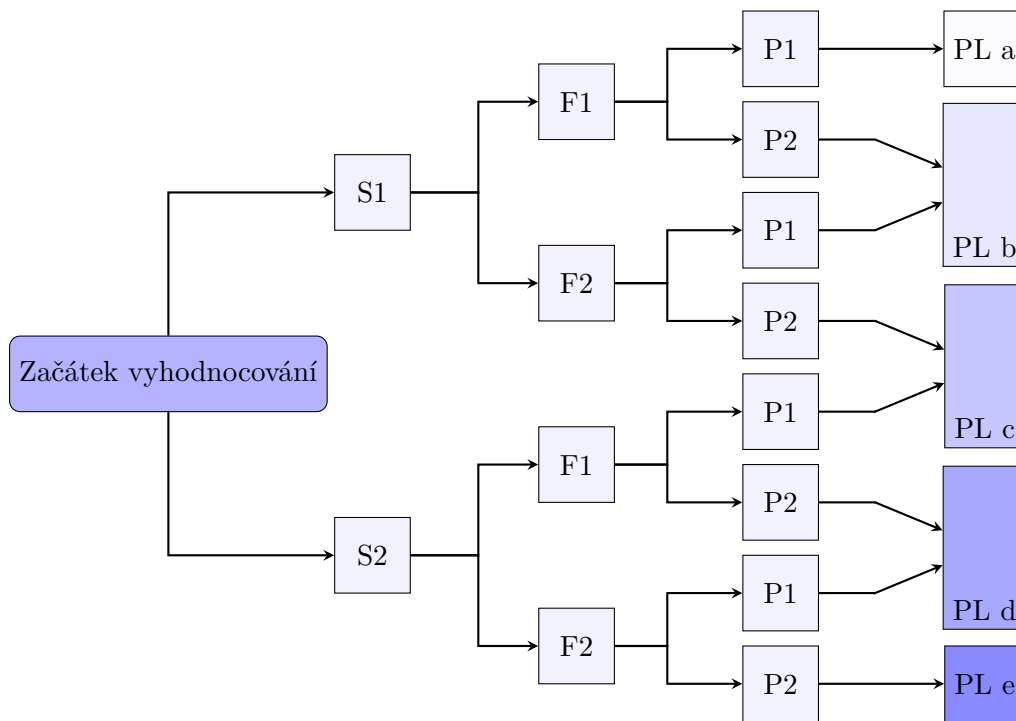 P1
PL a
F1
P2
S1
P1
PL b
F2
P2
Začátek vyhodnocování
P1
PL c
F1
P2
S2
P1
PL d
F2
P2
PL e